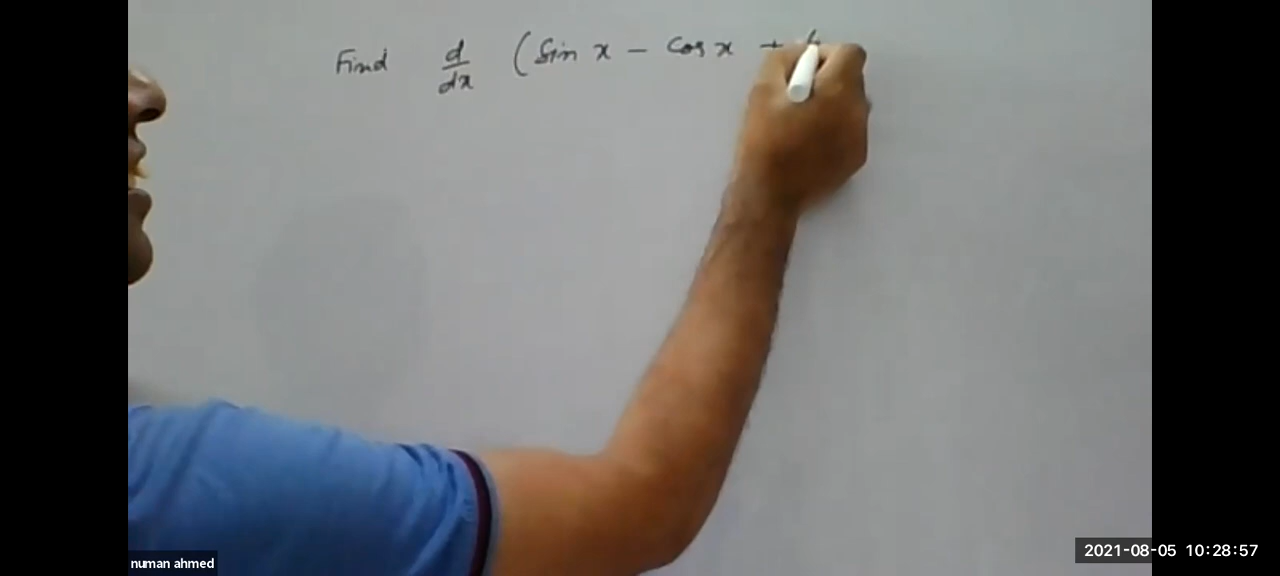 Find d/dx (Sin x - Cos x +
numan ahmed
2021-08-05 10:28:57